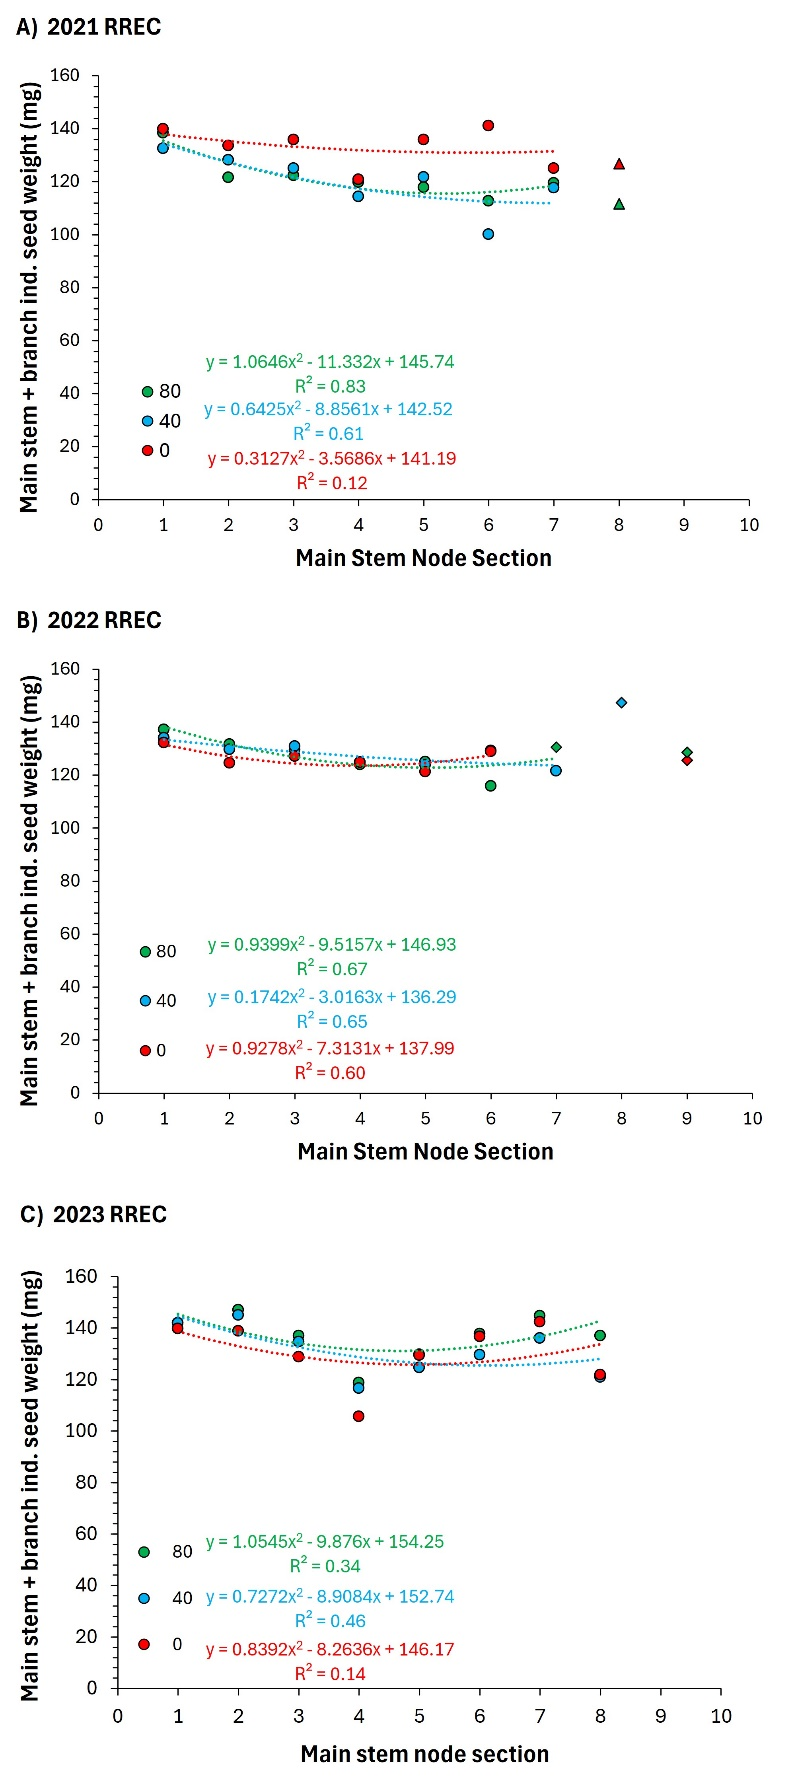 A) 2021 RREC
Main stem + branch ind. seed weight (mg)
160
140
120
100
80
60
40
20
0
y = 1.0646x² - 11.332x + 145.74
R² = 0.83
y = 0.6425x² - 8.8561x + 142.52
R² = 0.61
y = 0.3127x² - 3.5686x + 141.19
R² = 0.12
80
40
0
0 1 2 3 4 5 6 7 8 9 10
Main Stem Node Section
B) 2022 RREC
Main stem + branch ind. seed weight (mg)
160
140
120
100
80
60
40
20
0
80
y = 0.9399x² - 9.5157x + 146.93
R² = 0.67
40
y = 0.1742x² - 3.0163x + 136.29
R² = 0.65
0
y = 0.9278x² - 7.3131x + 137.99
R² = 0.60
0 1 2 3 4 5 6 7 8 9 10
Main Stem Node Section
C) 2023 RREC
Main stem + branch ind. seed weight (mg)
160
140
120
100
80
60
40
20
0
80
y = 1.0545x² - 9.876x + 154.25
R² = 0.34
40
y = 0.7272x² - 8.9084x + 152.74
R² = 0.46
0
y = 0.8392x² - 8.2636x + 146.17
R² = 0.14
0 1 2 3 4 5 6 7 8 9 10
Main stem node section